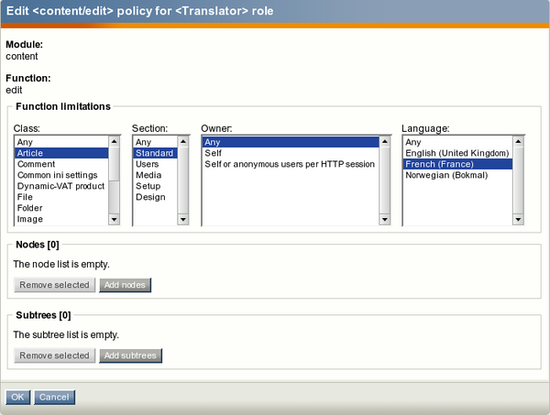 Edit <content/edit> policy for <Translator> role
Module:
content
Function:
edit
Function limitations
Class:
Any
Article
Comment
Common ini settings
Dynamic-VAT product
File
Folder
Image
Section:
Any
Standard
Users
Media
Setup
Design
Owner:
Any
Self
Self or anonymous users per HTTP session
Language:
Any
English (United Kingdom)
French (France)
Norwegian (Bokmal)
Nodes [0]
The node list is empty.
Remove selected Add nodes
Subtrees [0]
The subtree list is empty.
Remove selected Add subtrees
OK Cancel